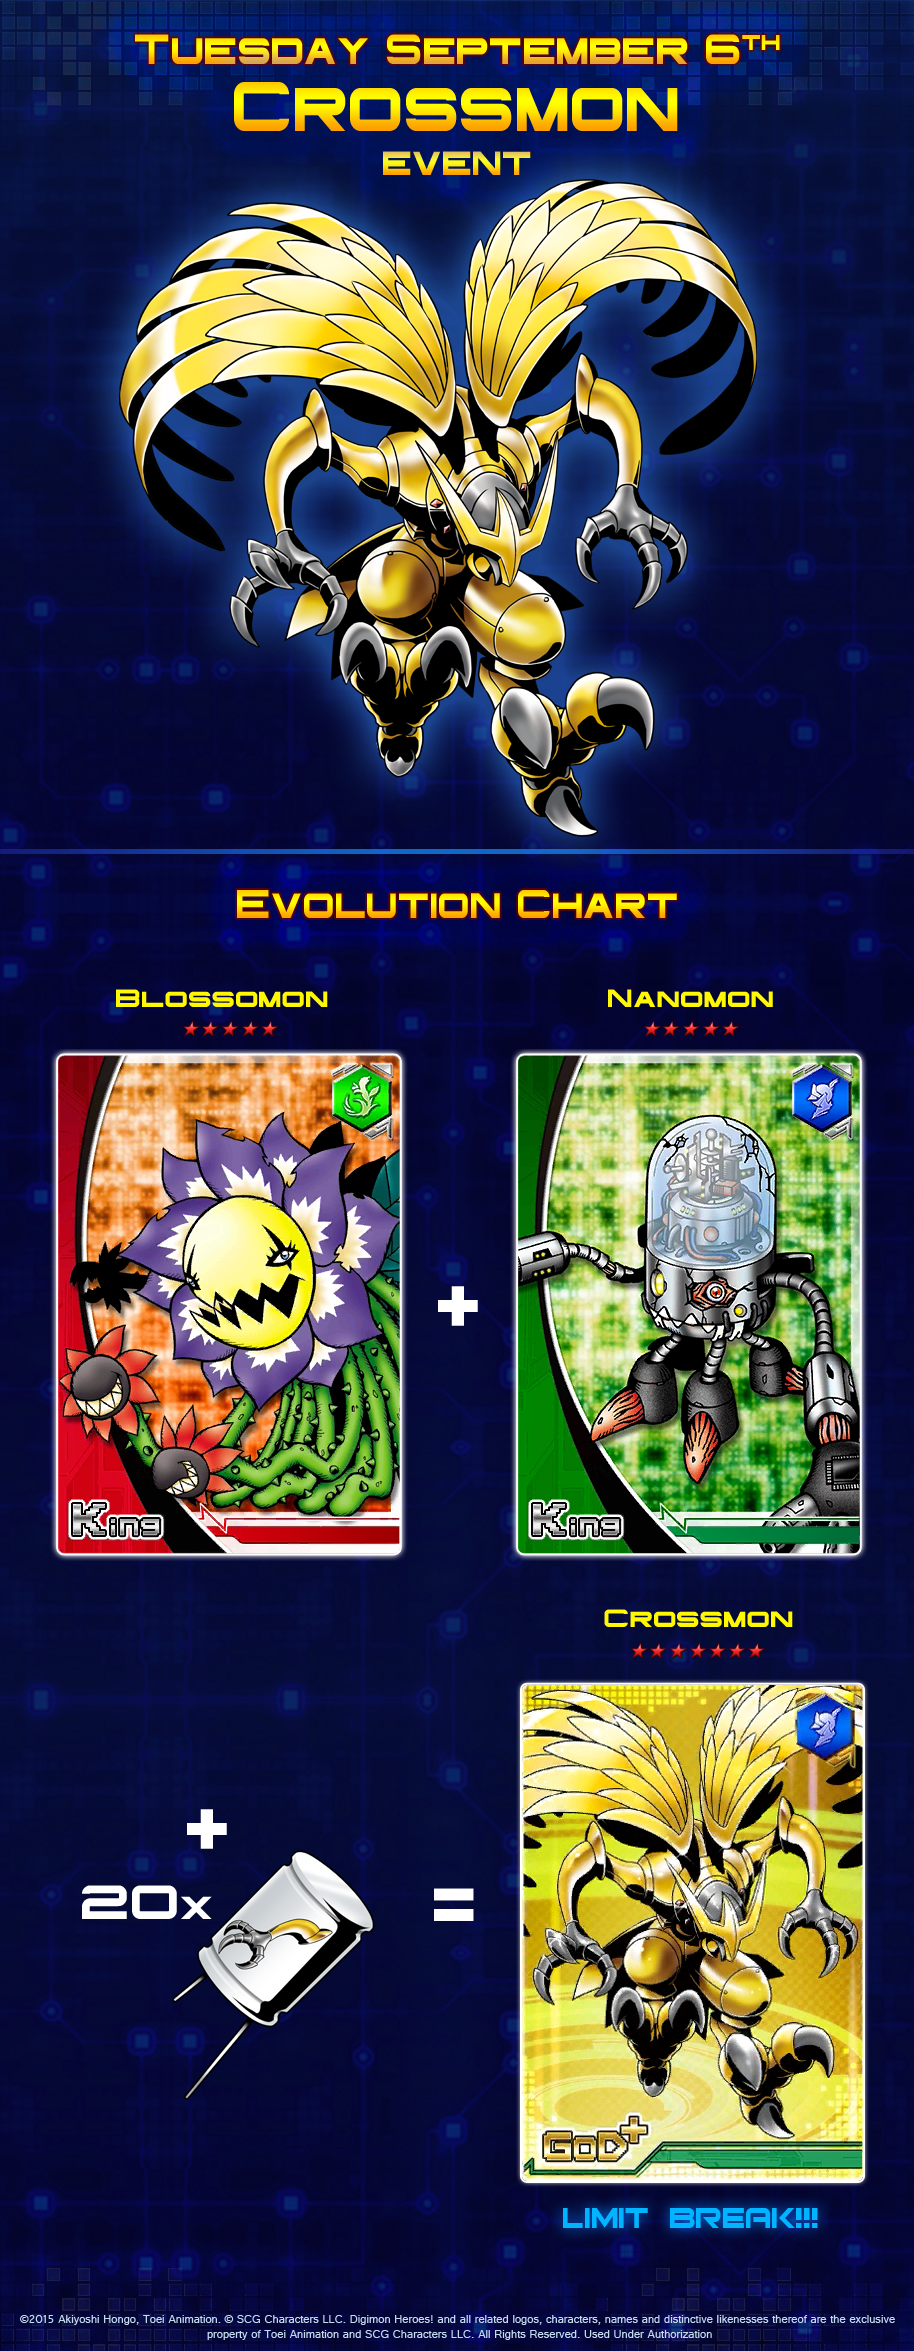 Tuesday September 6th
Crossmon
event
Evolution Chart
Blossomon
Nanomon
King
King
Crossmon
20x
GoD+
LIMIT BREAK!!!
©2015 Akiyoshi Hongo, Toei Animation. © SCG Characters LLC. Digimon Heroes! and all related logos, characters, names and distinctive likenesses thereof are the exclusive
property of Toei Animation and SCG Characters LLC. All Rights Reserved. Used Under Authorization